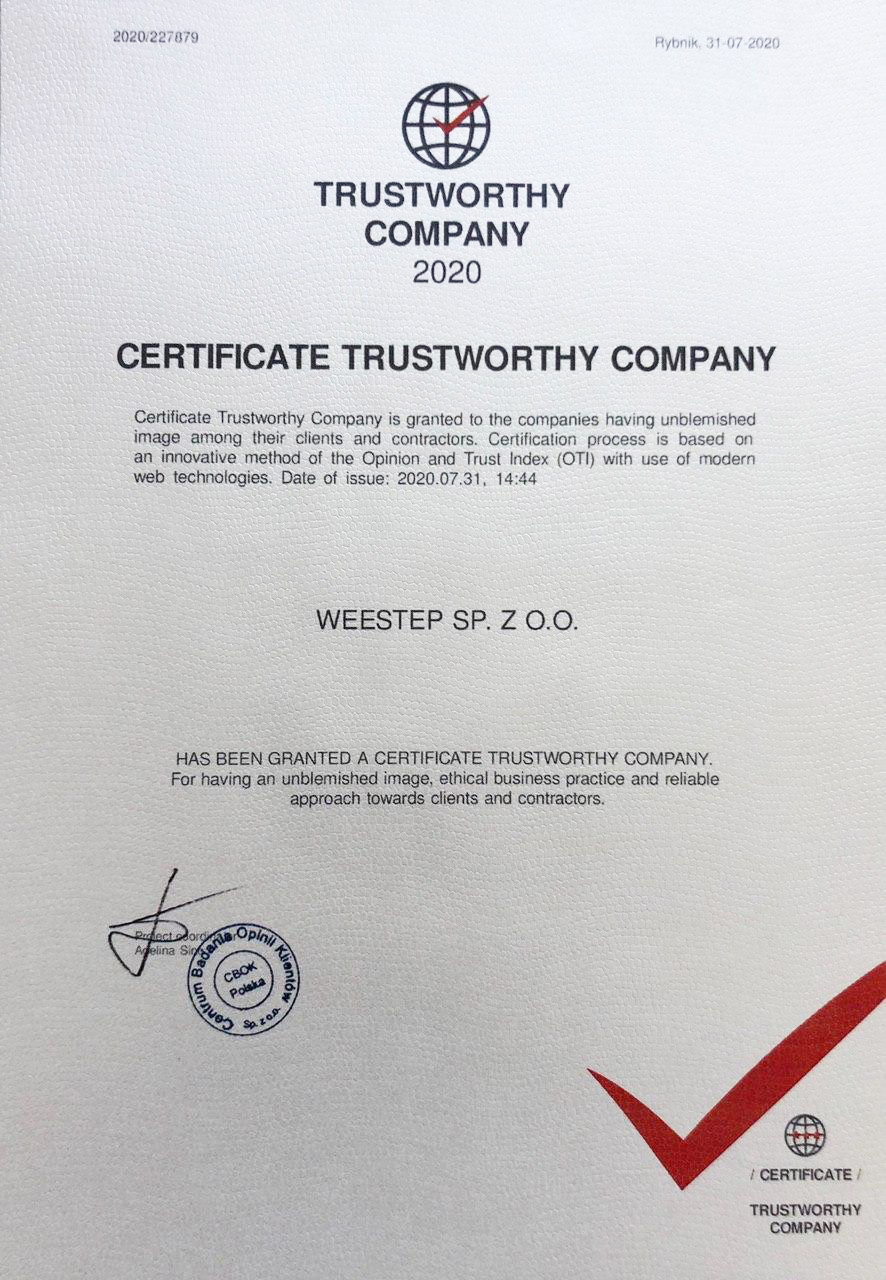 2020/227879
Rybnik, 31-07-2020
TRUSTWORTHY
COMPANY
2020
CERTIFICATE TRUSTWORTHY COMPANY
Certificate Trustworthy Company is granted to the companies having unblemished
image among their clients and contractors. Certification process is based on
an innovative method of the Opinion and Trust Index (OTI) with use of modern
web technologies. Date of issue: 2020.07.31, 14:44
WEESTEP SP. Z O.O.
HAS BEEN GRANTED A CERTIFICATE TRUSTWORTHY COMPANY.
For having an unblemished image, ethical business practice and reliable
approach towards clients and contractors.
Project
Adelina
Centrum Badania Opinii Klientów
Sp. z o.o.
CBOK
Polska
/ CERTIFICATE /
TRUSTWORTHY
COMPANY